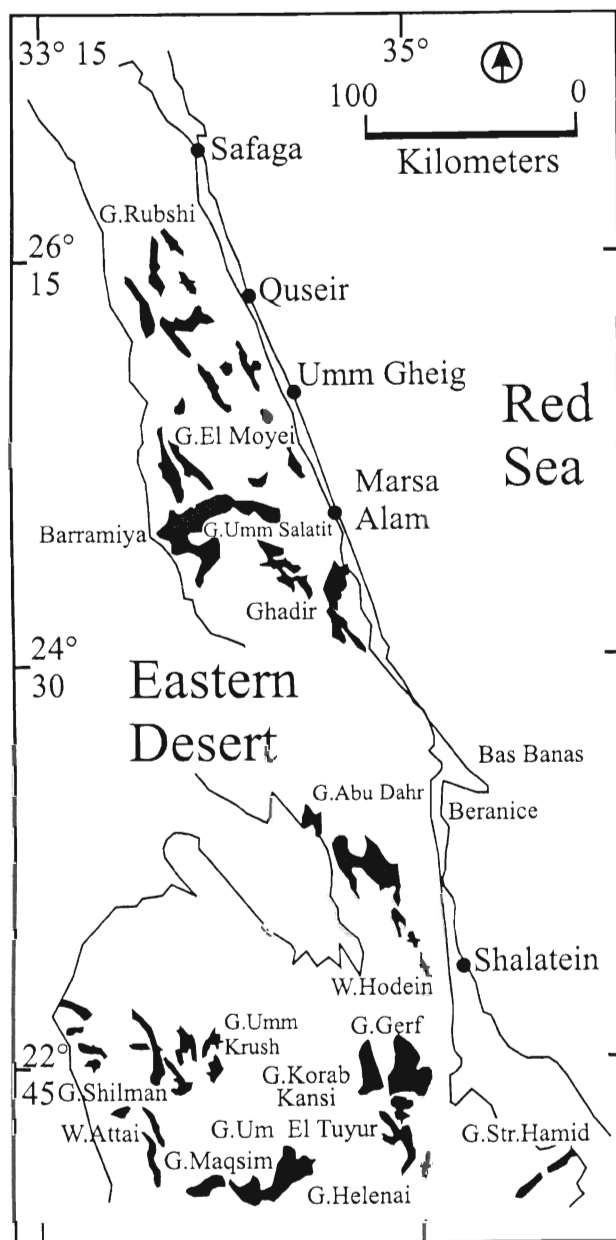 33° 15
35°
100 0
Kilometers
Safaga
G.Rubshi
26°
15
Quseir
Umm Gheig
Red
Sea
G.El Moyei
Marsa
Alam
Barramiya
G.Umm Salatit
Ghadir
24°
30
Eastern
Desert
Bas Banas
G.Abu Dahr
Beranice
Shalatein
W.Hodein
G.Umm
Krush
G.Gerf
22°
45
G.Shilman
G.Korab
Kansi
W.Attai
G.Um El Tuyur
G.Str.Hamid
G.Maqsim
G.Helenai